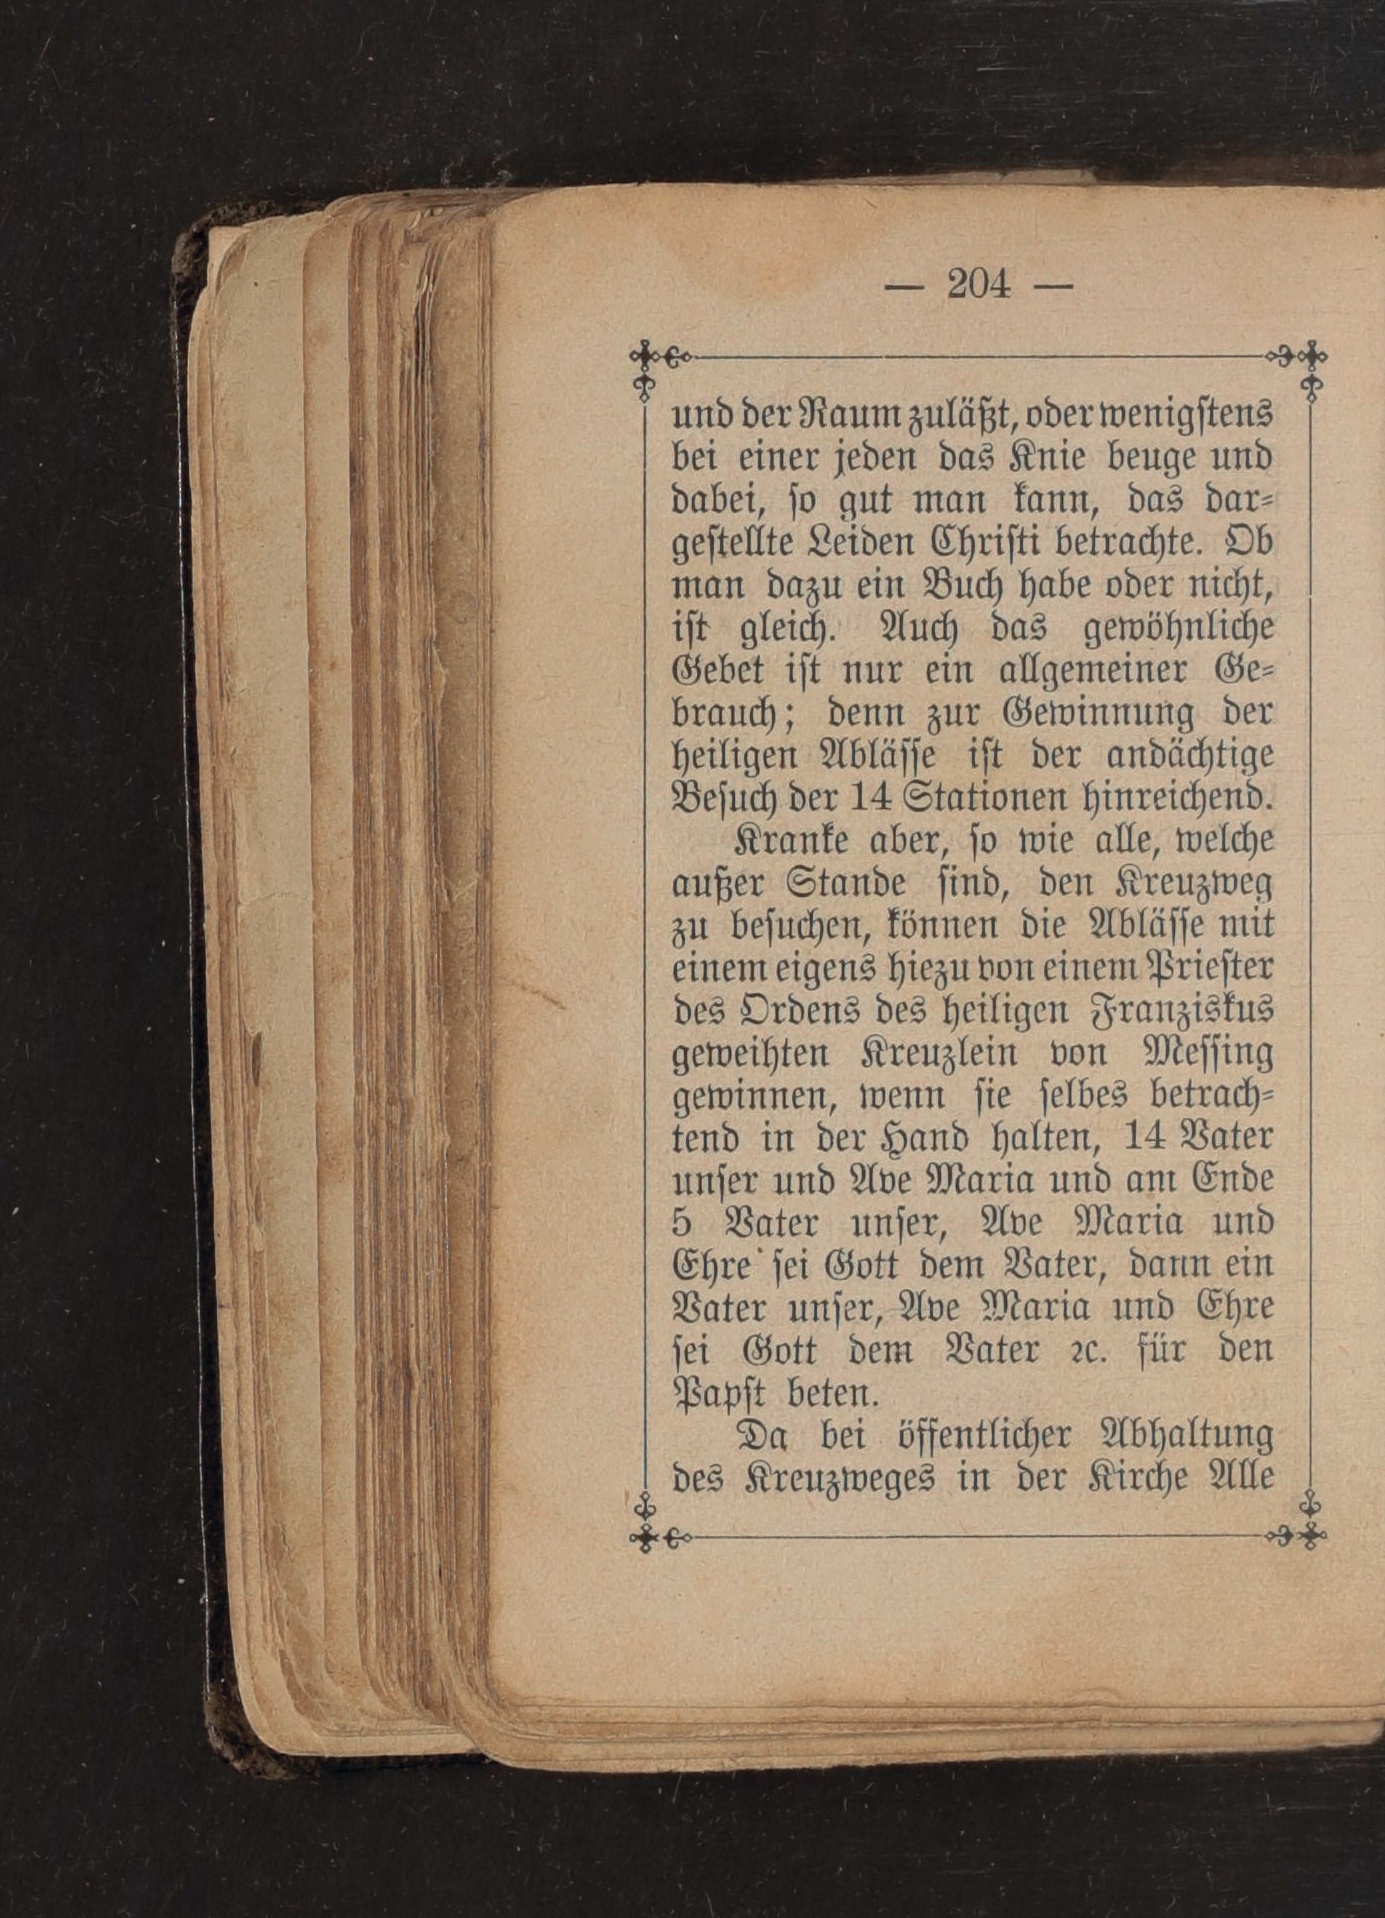 — 204 —
und der Raum zuläßt, oder wenigſtens
bei einer jeden das Knie beuge und
dabei, ſo gut man kann, das dar⸗
geſtellte Leiden Chriſti betrachte. Ob
man dazu ein Buch habe oder nicht,
iſt gleich. Auch das gewöhnliche
Gebet iſt nur ein allgemeiner Ge⸗
brauch; denn zur Gewinnung der
heiligen Abläſſe iſt der andächtige
Beſuch der 14 Stationen hinreichend.
Kranke aber, ſo wie alle, welche
außer Stande ſind, den Kreuzweg
zu beſuchen, können die Abläſſe mit
einem eigens hiezu von einem Prieſter
des Ordens des heiligen Franziskus
geweihten Kreuzlein von Meſſing
gewinnen, wenn ſie ſelbes betrach⸗
tend in der Hand halten, 14 Vater
unſer und Ave Maria und am Ende
5 Vater unſer, Ave Maria und
Ehre ſei Gott dem Vater, dann ein
Vater unſer, Ave Maria und Ehre
ſei Gott dem Vater ꝛc. für den
Papſt beten.
Da bei öffentlicher Abhaltung
des Kreuzweges in der Kirche Alle